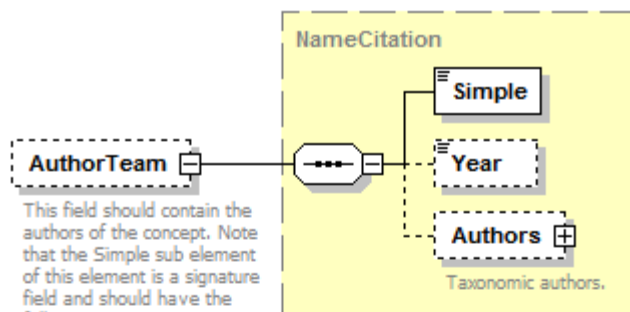 NameCitation
Simple
AuthorTeam
Year
Authors
This field should contain the
authors of the concept. Note
that the Simple sub element
of this element is a signature
field and should have the
Taxonomic authors.